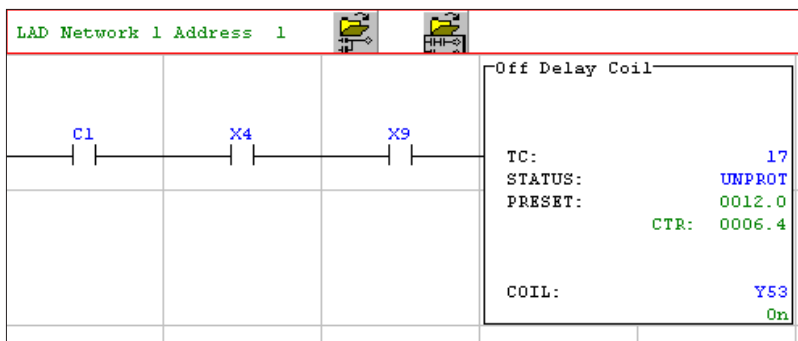 LAD Network 1 Address 1
Off Delay Coil
C1 X4 X9
TC: 17
STATUS: UNPROT
PRESET: 0012.0
CTR: 0006.4
COIL: Y53
On